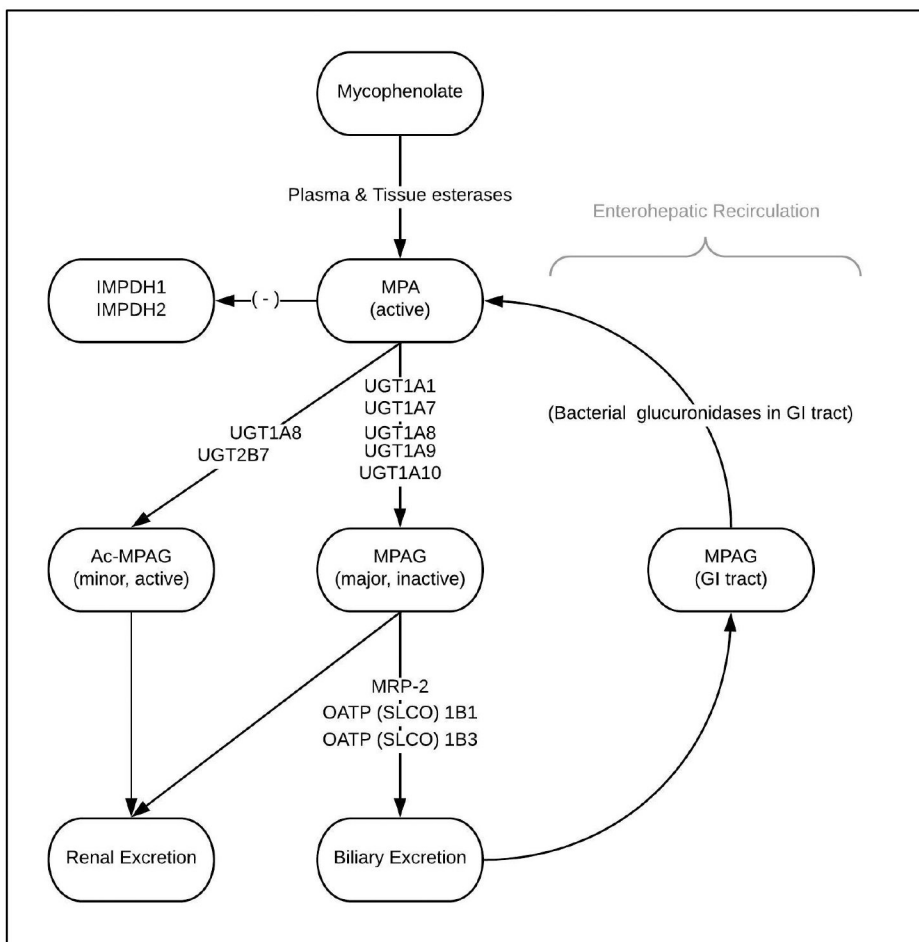 Mycophenolate
Plasma & Tissue esterases
Enterohepatic Recirculation
IMPDH1
IMPDH2
( - )
MPA
(active)
UGT1A1
UGT1A7
UGT1A8
UGT1A9
UGT1A10
UGT1A8
UGT2B7
(Bacterial glucuronidases in GI tract)
Ac-MPAG
(minor, active)
MPAG
(major, inactive)
MPAG
(GI tract)
MRP-2
OATP (SLCO) 1B1
OATP (SLCO) 1B3
Renal Excretion
Biliary Excretion